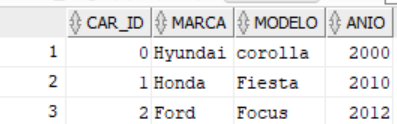 CAR_ID MARCA MODELO ANIO
1 0 Hyundai corolla 2000
2 1 Honda Fiesta 2010
3 2 Ford Focus 2012